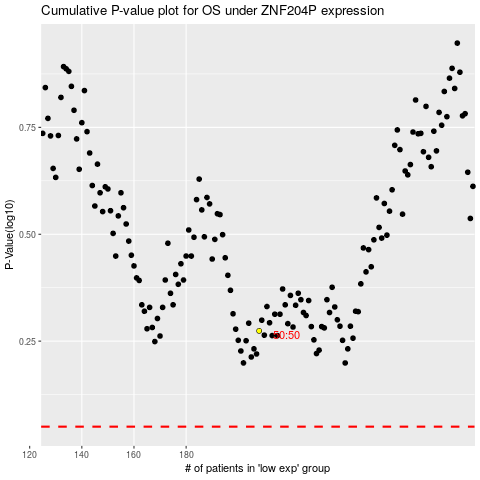 Cumulative P-value plot for OS under ZNF204P expression
P-Value(log10)
0.75
0.50
0.25
50:50
120 140 160 180
# of patients in 'low exp' group